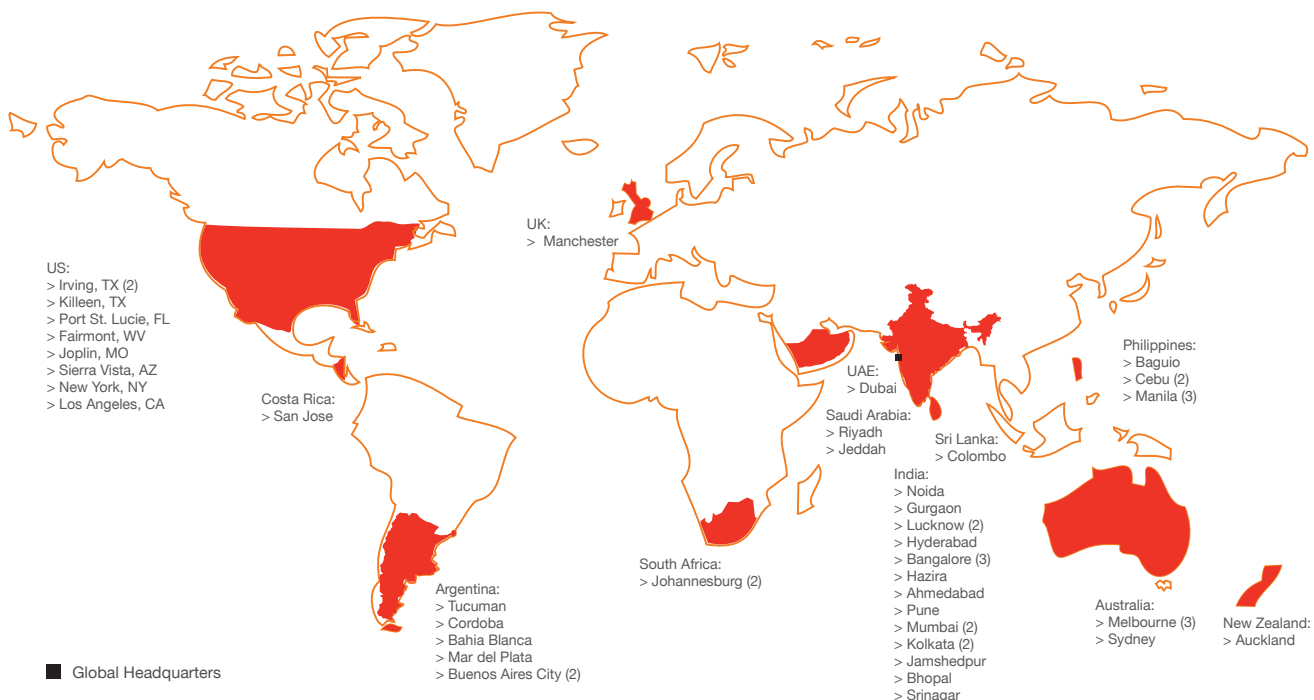 US:
> Irving, TX (2)
> Killeen, TX
> Port St. Lucie, FL
> Fairmont, WV
> Joplin, MO
> Sierra Vista, AZ
> New York, NY
> Los Angeles, CA
Costa Rica:
> San Jose
Argentina:
> Tucuman
> Cordoba
> Bahia Blanca
> Mar del Plata
> Buenos Aires City (2)
UK:
> Manchester
South Africa:
> Johannesburg (2)
UAE:
> Dubai
Saudi Arabia:
> Riyadh
> Jeddah
Sri Lanka:
> Colombo
India:
> Noida
> Gurgaon
> Lucknow (2)
> Hyderabad
> Bangalore (3)
> Hazira
> Ahmedabad
> Pune
> Mumbai (2)
> Kolkata (2)
> Jamshedpur
> Bhopal
> Srinagar
Philippines:
> Baguio
> Cebu (2)
> Manila (3)
Australia:
> Melbourne (3)
> Sydney
New Zealand:
> Auckland
Global Headquarters